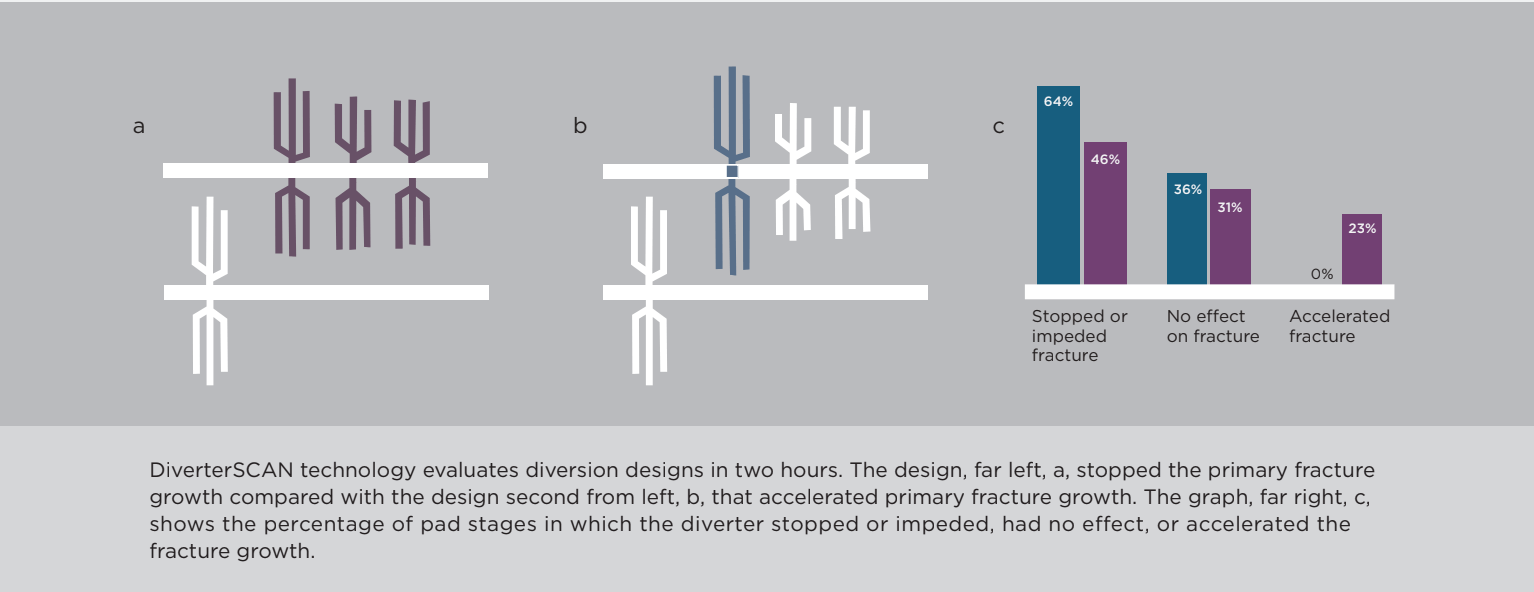 a
b
c
64%
46%
36%
31%
0%
23%
Stopped or
impeded
fracture
No effect
on fracture
Accelerated
fracture
DiverterSCAN technology evaluates diversion designs in two hours. The design, far left, a, stopped the primary fracture
growth compared with the design second from left, b, that accelerated primary fracture growth. The graph, far right, c,
shows the percentage of pad stages in which the diverter stopped or impeded, had no effect, or accelerated the
fracture growth.